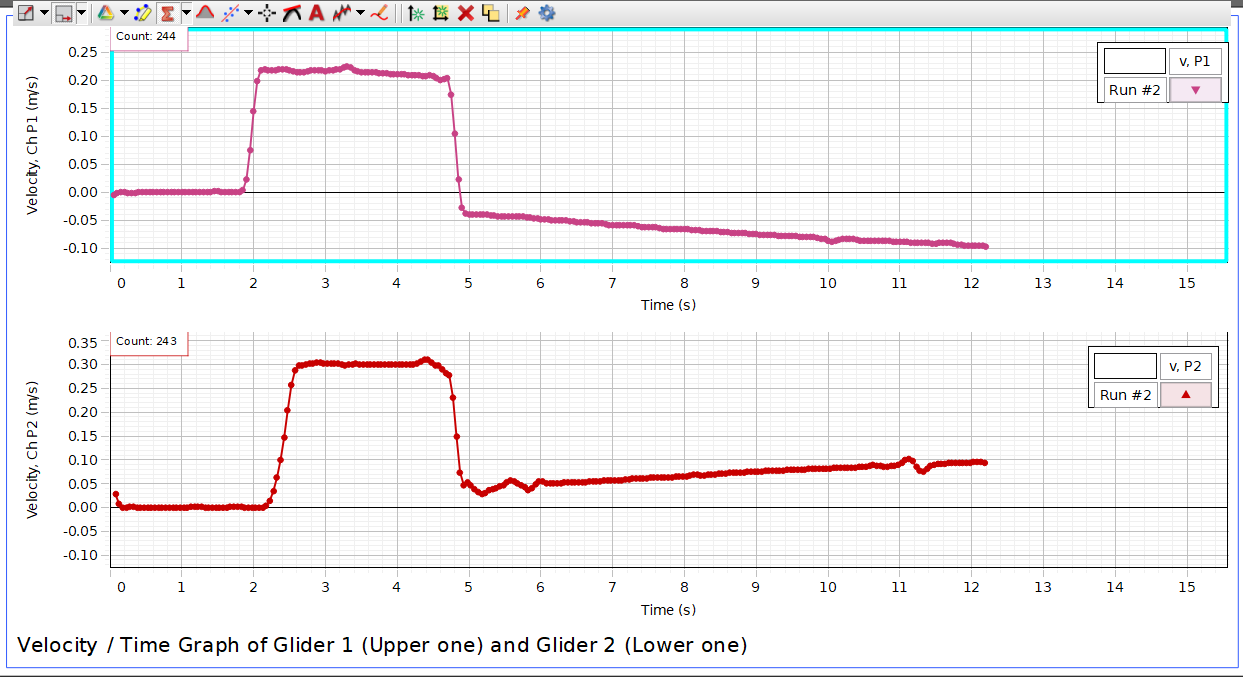 Count: 244
v, P1
Run #2
Velocity, Ch P1 (m/s)
0.25
0.20
0.15
0.10
0.05
0.00
-0.05
-0.10
0 1 2 3 4 5 6 7 8 9 10 11 12 13 14 15
Time (s)
Count: 243
v, P2
Run #2
Velocity, Ch P2 (m/s)
0.35
0.30
0.25
0.20
0.15
0.10
0.05
0.00
-0.05
-0.10
0 1 2 3 4 5 6 7 8 9 10 11 12 13 14 15
Time (s)
Velocity / Time Graph of Glider 1 (Upper one) and Glider 2 (Lower one)